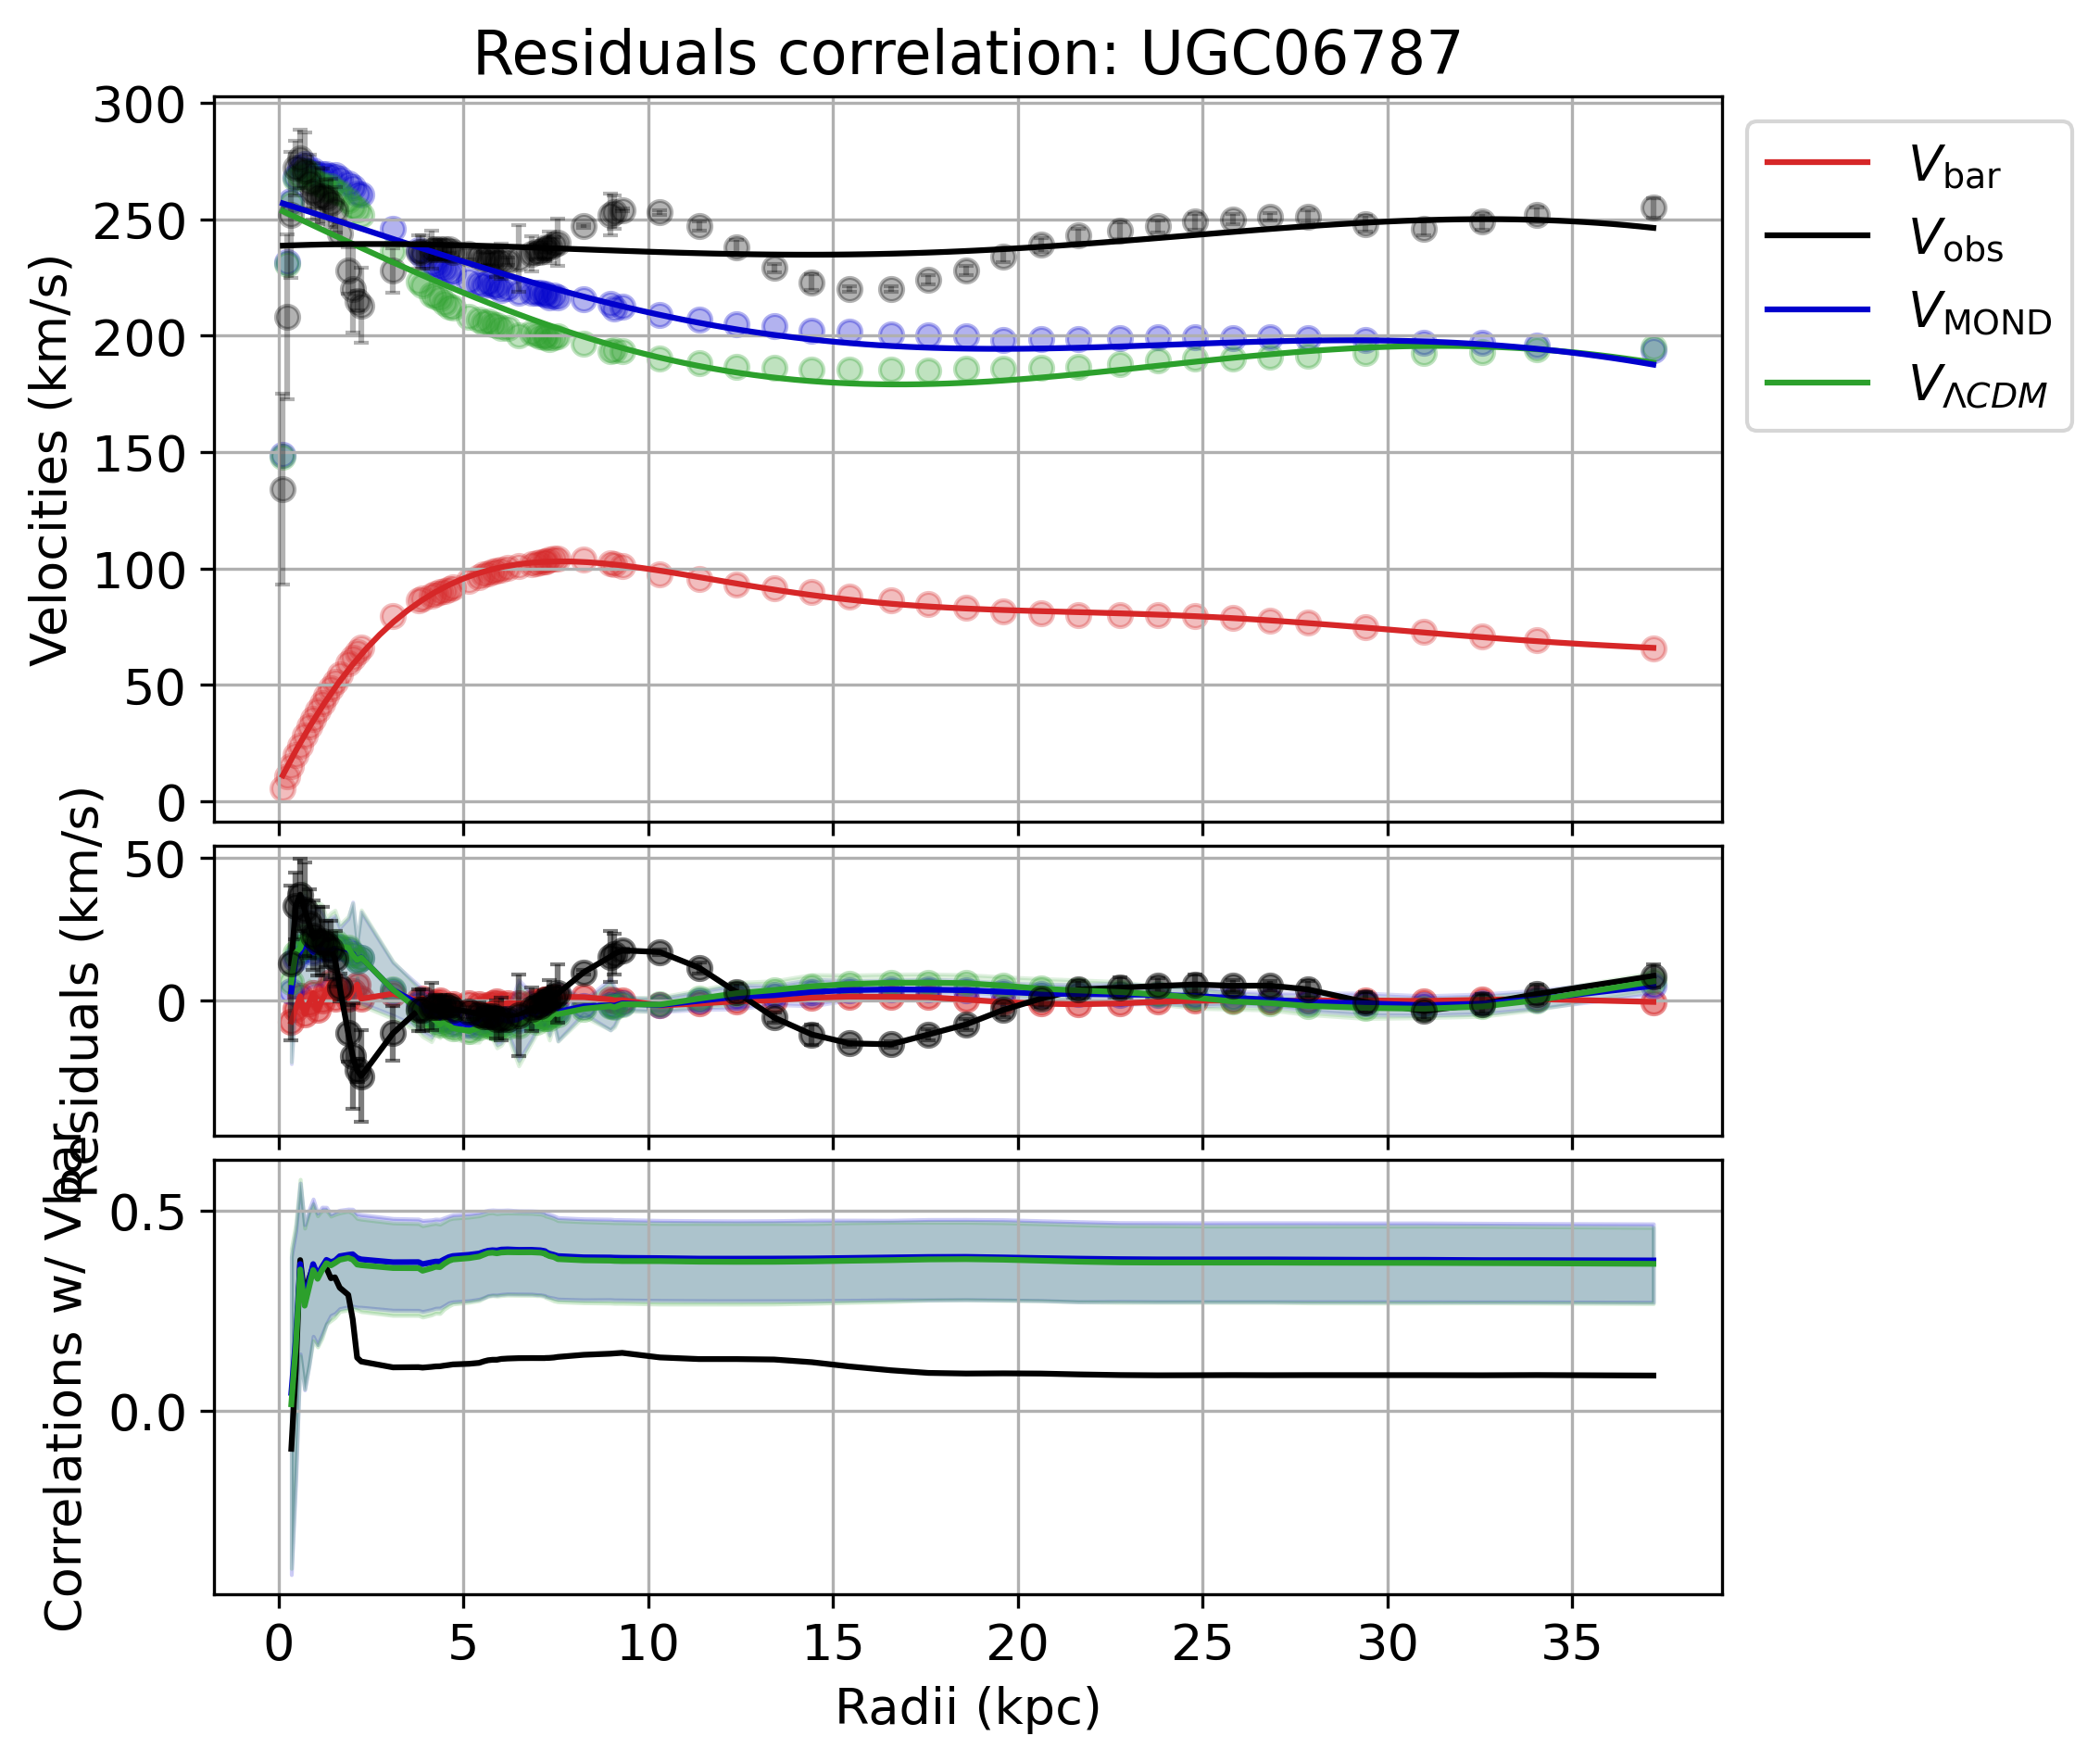 Residuals correlation: UGC06787
300
250
200
150
100
50
0
Velocities (km/s)
V_bar
V_obs
V_MOND
V_ΛCDM
50
0
Residuals (km/s)
0.5
0.0
Correlations w/ Vbar
0 5 10 15 20 25 30 35
Radii (kpc)